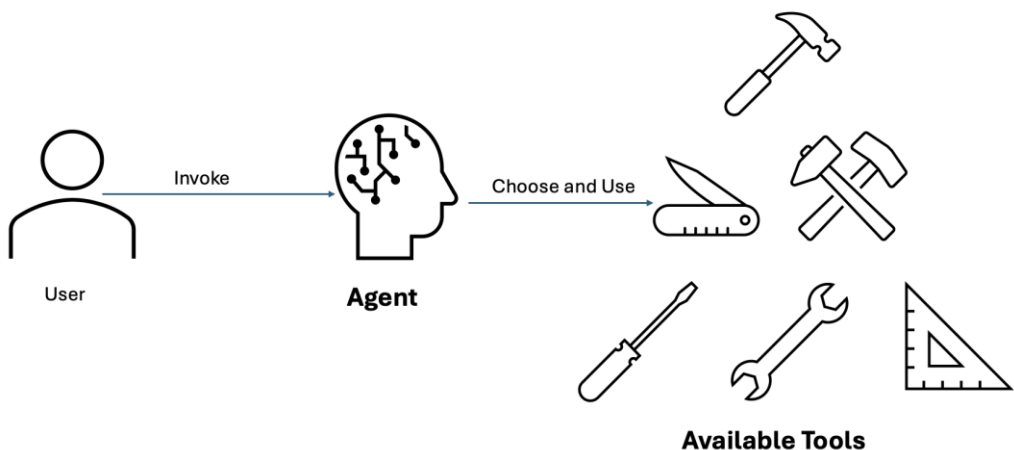 Invoke
Choose and Use
User
Agent
Available Tools